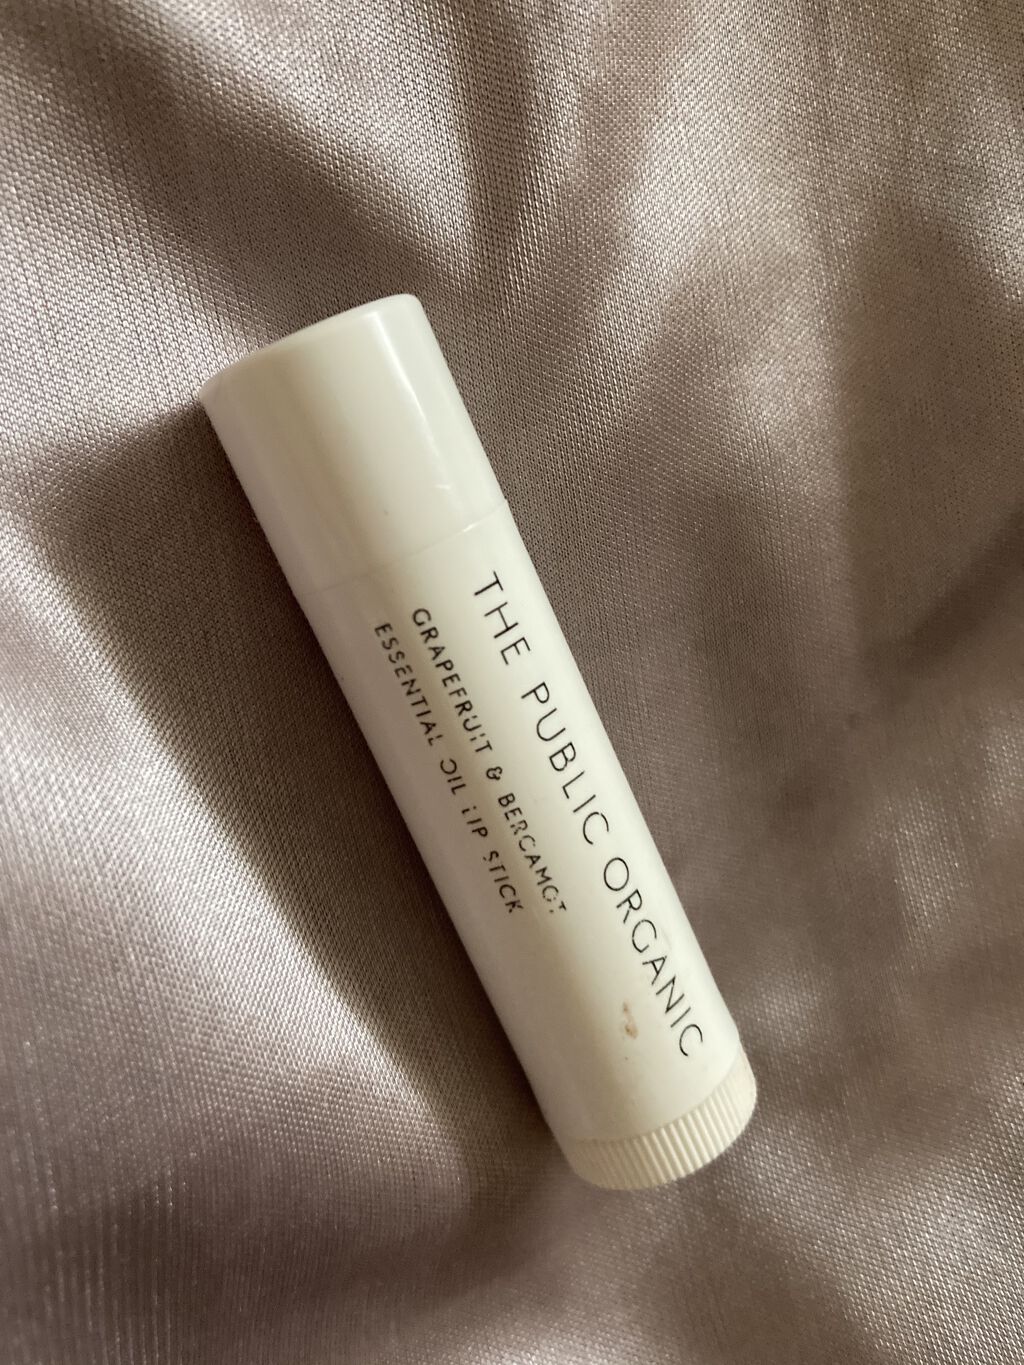 THE PUBLIC ORGANIC
GRAPEFRUIT & BERGAMOT
ESSENTIAL OIL LIP STICK